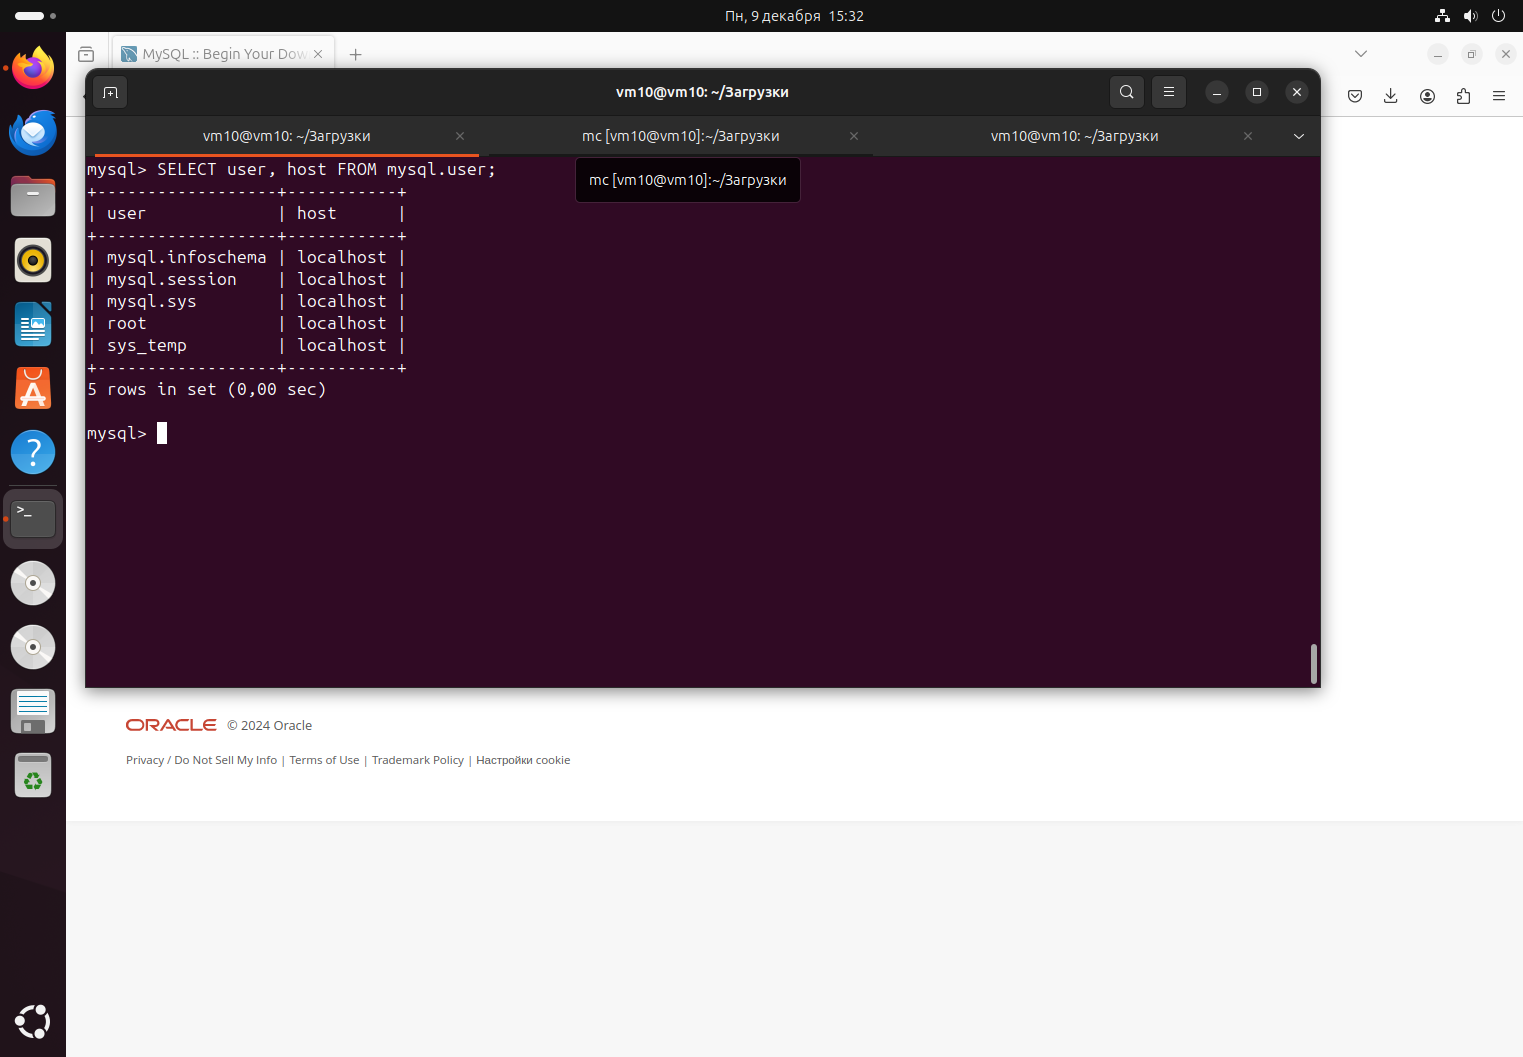 Пн, 9 декабря 15:32
MySQL :: Begin Your Dow
vm10@vm10: ~/Загрузки
vm10@vm10: ~/Загрузки
mc [vm10@vm10]:~/Загрузки
vm10@vm10: ~/Загрузки
mysql> SELECT user, host FROM mysql.user;
mc [vm10@vm10]:~/Загрузки
+------------------+-----------+
| user             | host      |
+------------------+-----------+
| mysql.infoschema | localhost |
| mysql.session    | localhost |
| mysql.sys        | localhost |
| root             | localhost |
| sys_temp         | localhost |
+------------------+-----------+
5 rows in set (0,00 sec)
mysql>
ORACLE © 2024 Oracle
Privacy / Do Not Sell My Info | Terms of Use | Trademark Policy | Настройки cookie